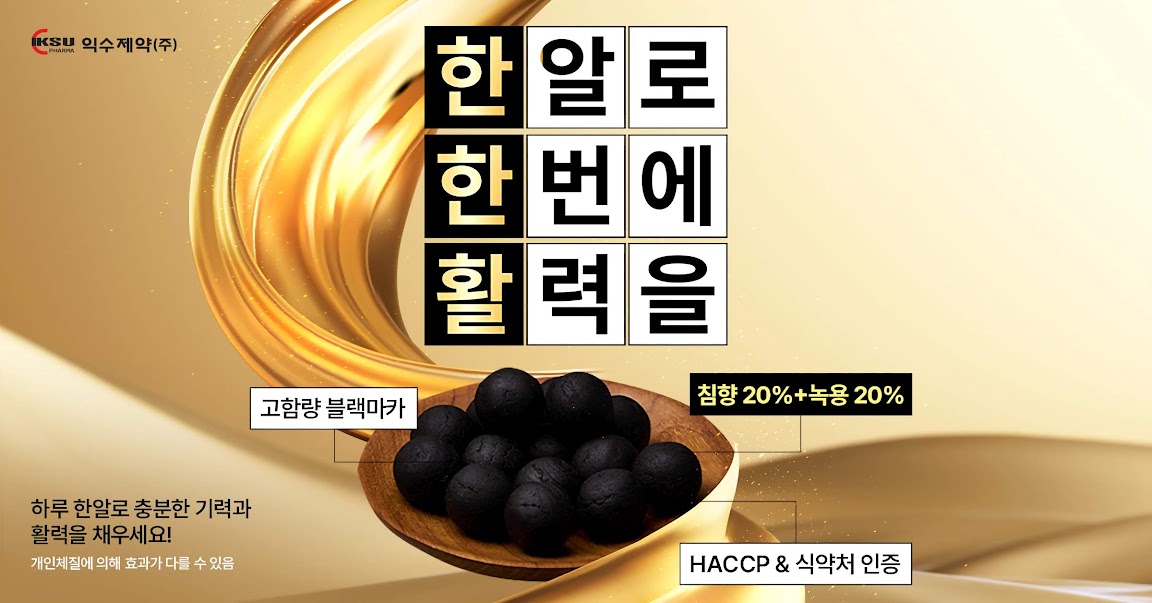 IKSU PHARMA 익수제약(주)
한알로
한번에
활력을
고함량 블랙마카
침향 20%+녹용 20%
하루 한알로 충분한 기력과
활력을 채우세요!
개인체질에 의해 효과가 다를 수 있음
HACCP & 식약처 인증